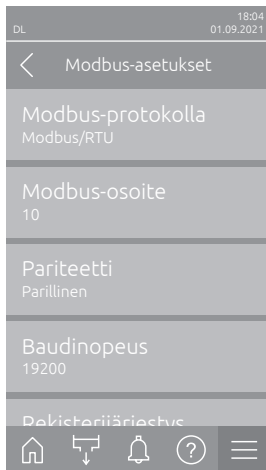 18:04
DL 01.09.2021
Modbus-asetukset
Modbus-protokolla
Modbus/RTU
Modbus-osoite
10
Pariteetti
Parillinen
Baudinopeus
19200
Rekisterijärjestys
?